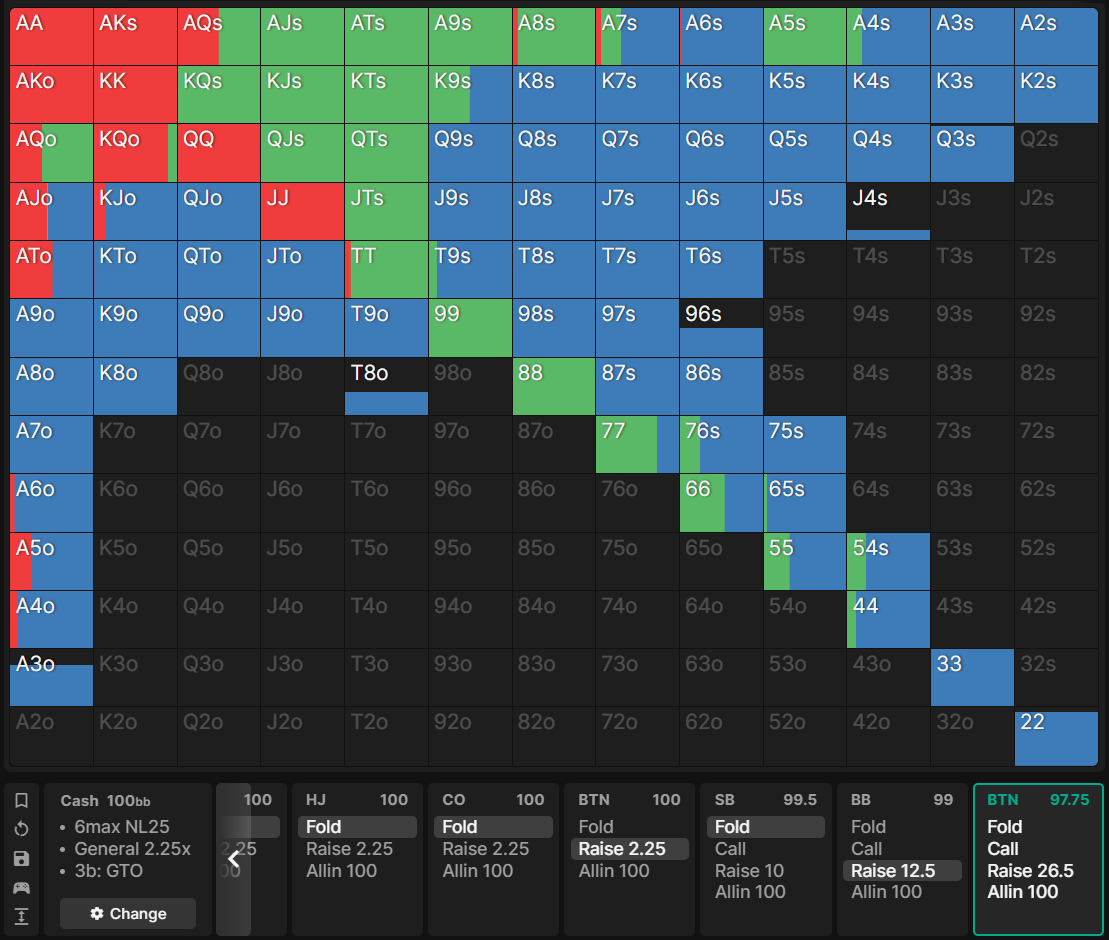 AA AKs AQs AJs ATs A9s A8s A7s A6s A5s A4s A3s A2s
AKo KK KQs KJs KTs K9s K8s K7s K6s K5s K4s K3s K2s
AQo KQo QQ QJs QTs Q9s Q8s Q7s Q6s Q5s Q4s Q3s Q2s
AJo KJo QJo JJ JTs J9s J8s J7s J6s J5s J4s J3s J2s
ATo KTo QTo JTo TT T9s T8s T7s T6s T5s T4s T3s T2s
A9o K9o Q9o J9o T9o 99 98s 97s 96s 95s 94s 93s 92s
A8o K8o Q8o J8o T8o 98o 88 87s 86s 85s 84s 83s 82s
A7o K7o Q7o J7o T7o 97o 87o 77 76s 75s 74s 73s 72s
A6o K6o Q6o J6o T6o 96o 86o 76o 66 65s 64s 63s 62s
A5o K5o Q5o J5o T5o 95o 85o 75o 65o 55 54s 53s 52s
A4o K4o Q4o J4o T4o 94o 84o 74o 64o 54o 44 43s 42s
A3o K3o Q3o J3o T3o 93o 83o 73o 63o 53o 43o 33 32s
A2o K2o Q2o J2o T2o 92o 82o 72o 62o 52o 42o 32o 22
Cash 100bb
• 6max NL25
• General 2.25x
• 3b: GTO
Change
100
2.25
00
HJ 100
Fold
Raise 2.25
Allin 100
CO 100
Fold
Raise 2.25
Allin 100
BTN 100
Fold
Raise 2.25
Allin 100
SB 99.5
Fold
Call
Raise 10
Allin 100
BB 99
Fold
Call
Raise 12.5
Allin 100
BTN 97.75
Fold
Call
Raise 26.5
Allin 100